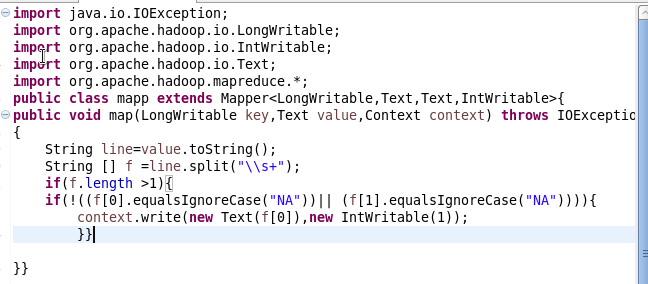 import java.io.IOException;
import org.apache.hadoop.io.LongWritable;
import org.apache.hadoop.io.IntWritable;
import org.apache.hadoop.io.Text;
import org.apache.hadoop.mapreduce.*;
public class mapp extends Mapper<LongWritable,Text,Text,IntWritable>{
public void map(LongWritable key,Text value,Context context) throws IOExceptio
{
    String line=value.toString();
    String [] f =line.split("\\s+");
    if(f.length >1){
    if(!((f[0].equalsIgnoreCase("NA"))|| (f[1].equalsIgnoreCase("NA")))){
        context.write(new Text(f[0]),new IntWritable(1));
        }}
}}